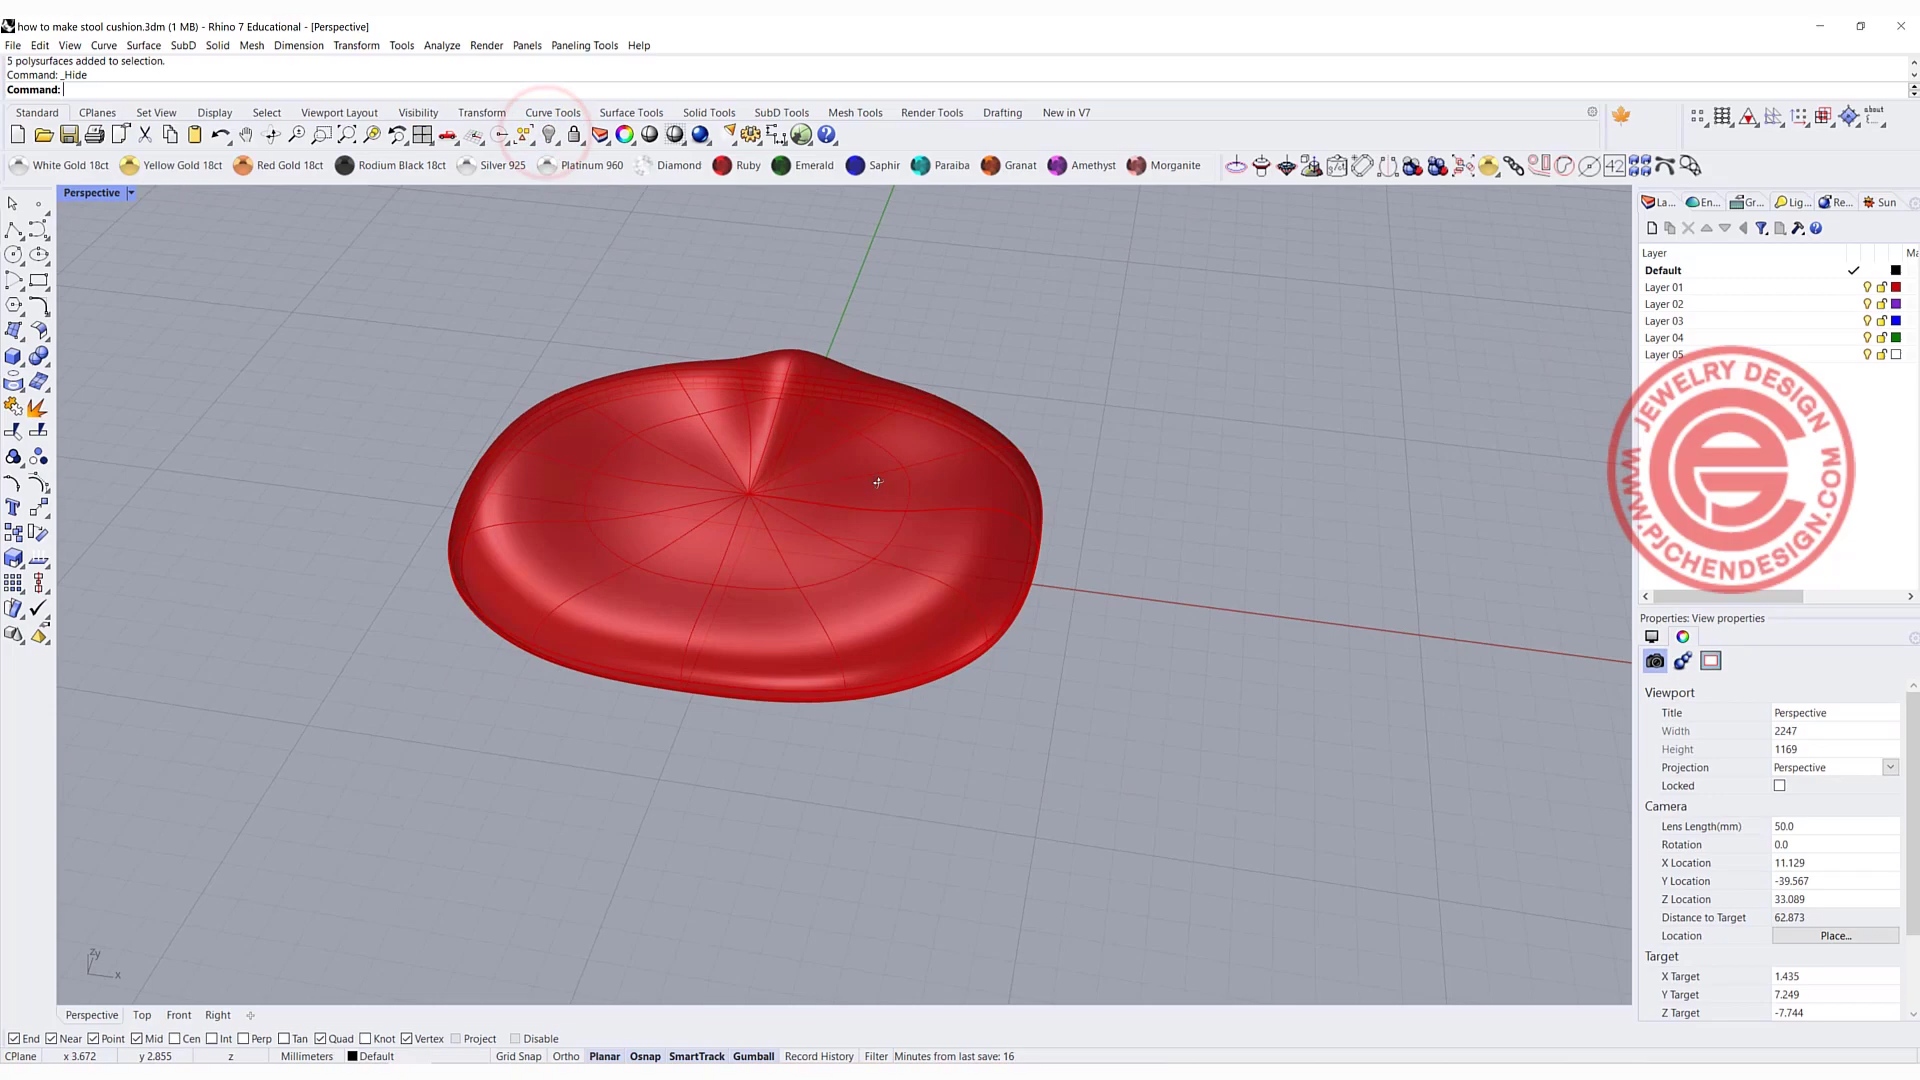 how to make stool cushion.3dm (1 MB) - Rhino 7 Educational - [Perspective]
File Edit View Curve Surface SubD Solid Mesh Dimension Transform Tools Analyze Render Panels Paneling Tools Help
5 polysurfaces added to selection.
Command: _Hide
Command:
Standard CPlanes Set View Display Select Viewport Layout Visibility Transform Curve Tools Surface Tools Solid Tools SubD Tools Mesh Tools Render Tools Drafting New in V7
about
White Gold 18ct Yellow Gold 18ct Red Gold 18ct Rodium Black 18ct Silver 925 Platinum 960 Diamond Ruby Emerald Saphir Paraiba Granat Amethyst Morganite 42
Perspective
La... En... Gr... Lig... Re... Sun
Layer Ma
Default
Layer 01
Layer 02
Layer 03
Layer 04
Layer 05
JEWELRY DESIGN
WWW.PJCHENDESIGN.COM
Properties: View properties
Viewport
Title Perspective
Width 2247
Height 1169
Projection Perspective
Locked
Camera
Lens Length(mm) 50.0
Rotation 0.0
X Location 11.129
Y Location -39.567
Z Location 33.089
Distance to Target 62.873
Location Place...
Target
X Target 1.435
Y Target 7.249
Z Target -7.744
z y
x
Perspective Top Front Right
End Near Point Mid Cen Int Perp Tan Quad Knot Vertex Project Disable
CPlane x 3.672 y 2.855 z Millimeters Default Grid Snap Ortho Planar Osnap SmartTrack Gumball Record History Filter Minutes from last save: 16